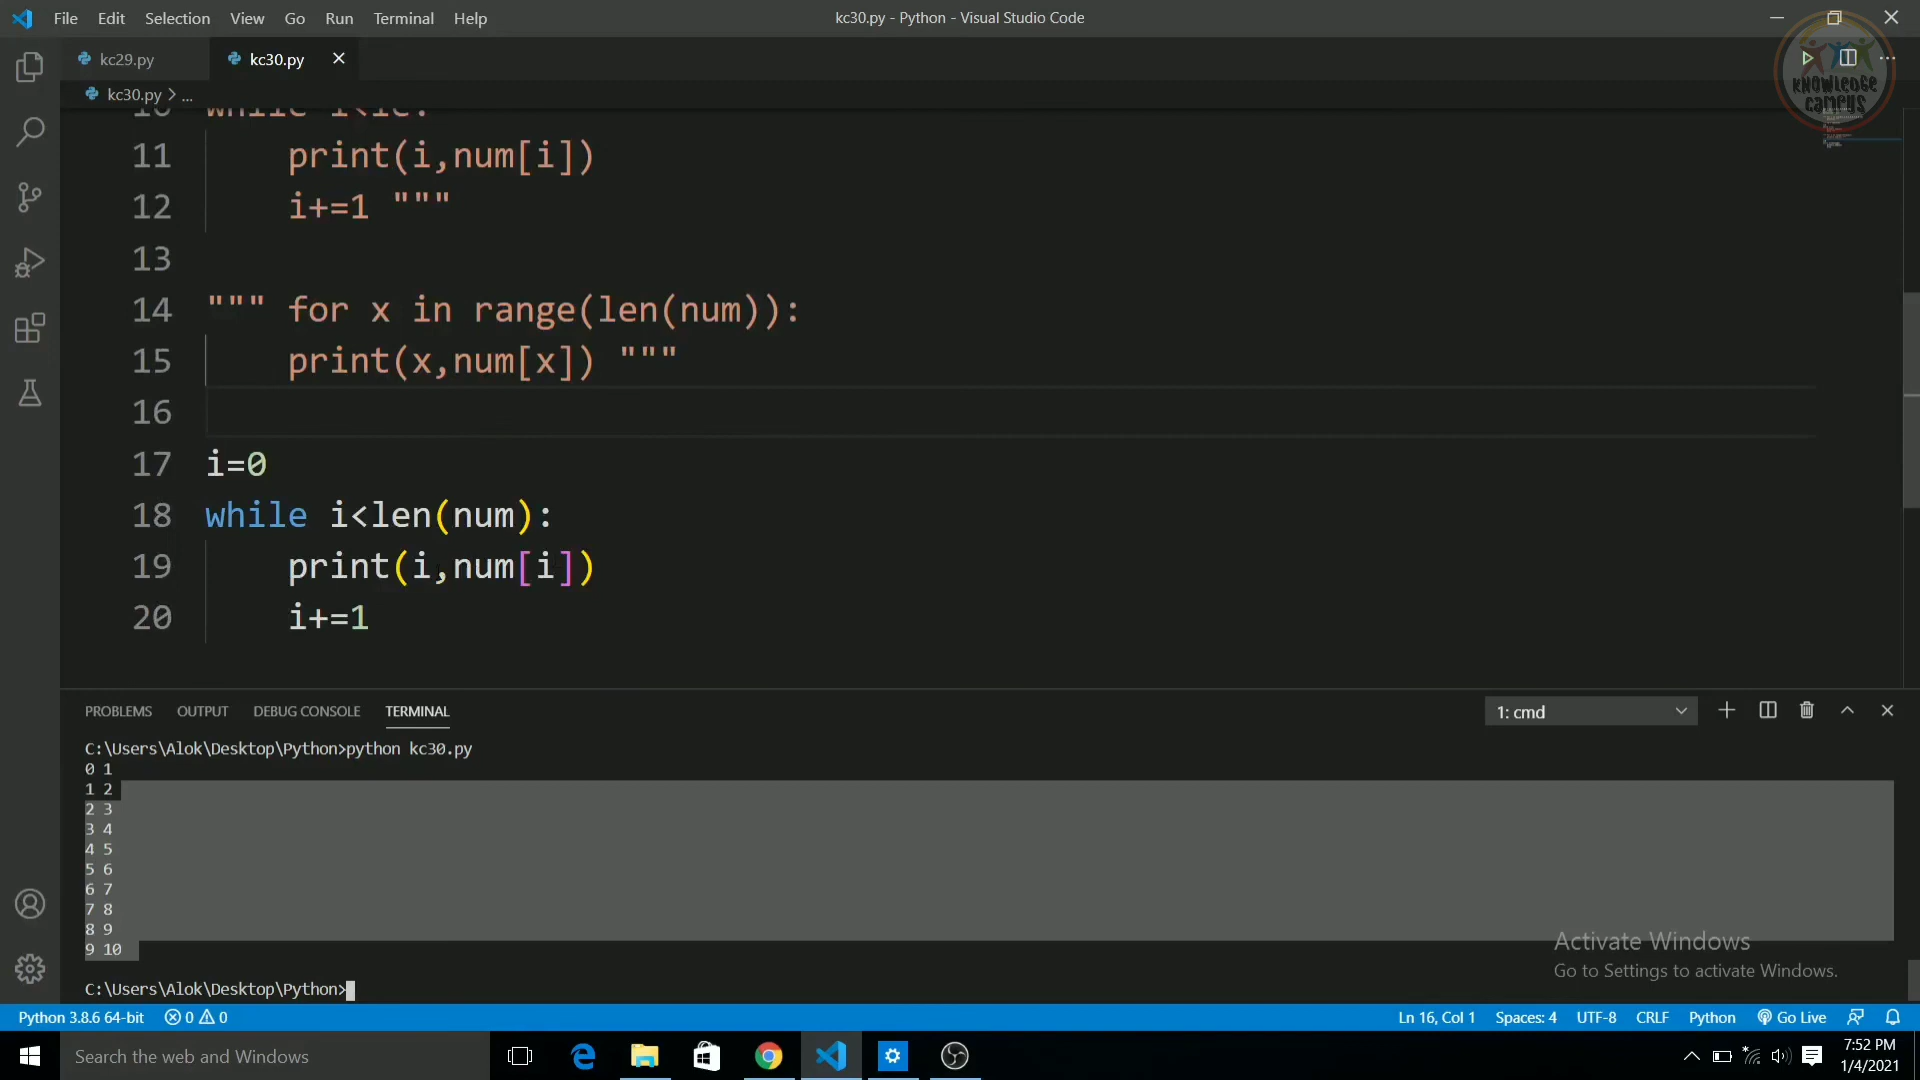 File Edit Selection View Go Run Terminal Help
kc30.py - Python - Visual Studio Code
kc29.py
kc30.py
kc30.py > ...
KNOWLEDGE
CAMPUS
10 while i<le:
11 print(i,num[i])
12 i+=1 """
13
14 """ for x in range(len(num)):
15 print(x,num[x]) """
16
17 i=0
18 while i<len(num):
19 print(i,num[i])
20 i+=1
PROBLEMS OUTPUT DEBUG CONSOLE TERMINAL
1: cmd
C:\Users\Alok\Desktop\Python>python kc30.py
0 1
1 2
2 3
3 4
4 5
5 6
6 7
7 8
8 9
9 10
C:\Users\Alok\Desktop\Python>
Activate Windows
Go to Settings to activate Windows.
Python 3.8.6 64-bit 0 0
Ln 16, Col 1 Spaces: 4 UTF-8 CRLF Python Go Live
Search the web and Windows
7:52 PM
1/4/2021